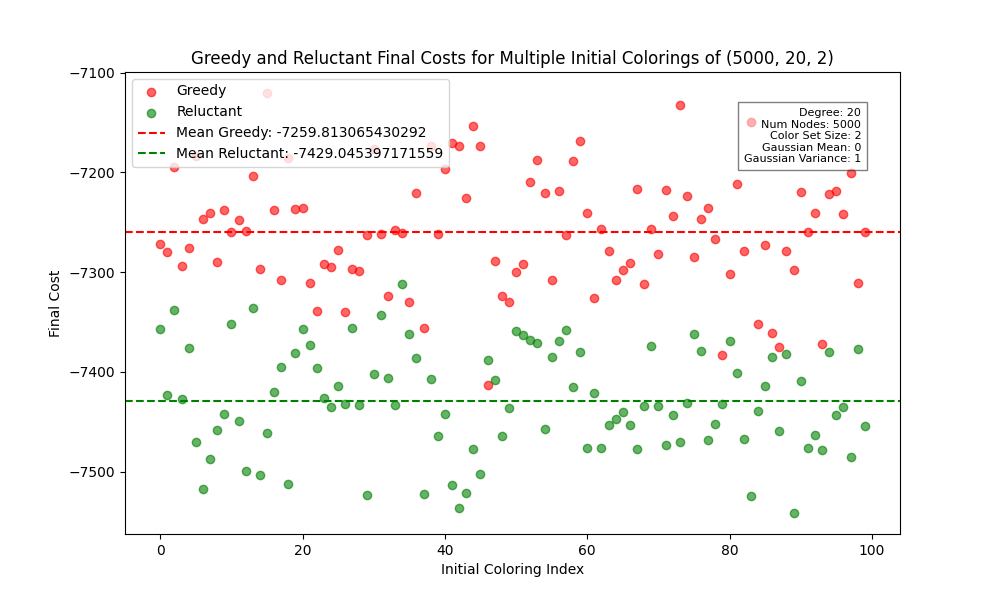 Greedy and Reluctant Final Costs for Multiple Initial Colorings of (5000, 20, 2)
−7100
−7200
−7300
−7400
−7500
Final Cost
Greedy
Reluctant
Mean Greedy: -7259.813065430292
Mean Reluctant: -7429.045397171559
Degree: 20
Num Nodes: 5000
Color Set Size: 2
Gaussian Mean: 0
Gaussian Variance: 1
0
20
40
60
80
100
Initial Coloring Index